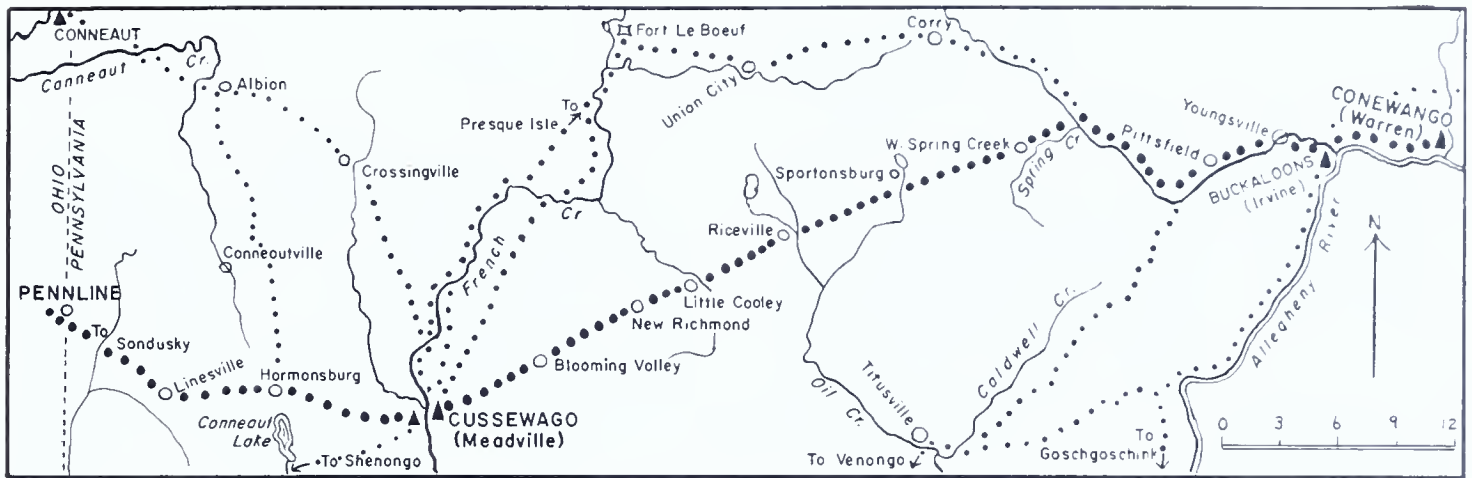 CONNEAUT
Conneaut Cr.
Albion
OHIO
PENNSYLVANIA
Crossingville
Conneoutville
PENNLINE
To
Sondusky
Linesville
Hormonsburg
Conneaut
Lake
To Shenongo
CUSSEWAGO
(Meadville)
To
Presque Isle
Fort Le Boeuf
French Cr
Union City
Corry
Blooming Volley
New Richmond
Little Cooley
Riceville
Sportonsburg
W. Spring Creek
Spring Cr
Pittsfield
Youngsville
BUCKALOONS
(Irvine)
CONEWANGO
(Warren)
Oil Cr.
Titusville
Caldwell Cr.
To Venongo
To
Goschgoschink
Allegheny River
N
0 3 6 9 12